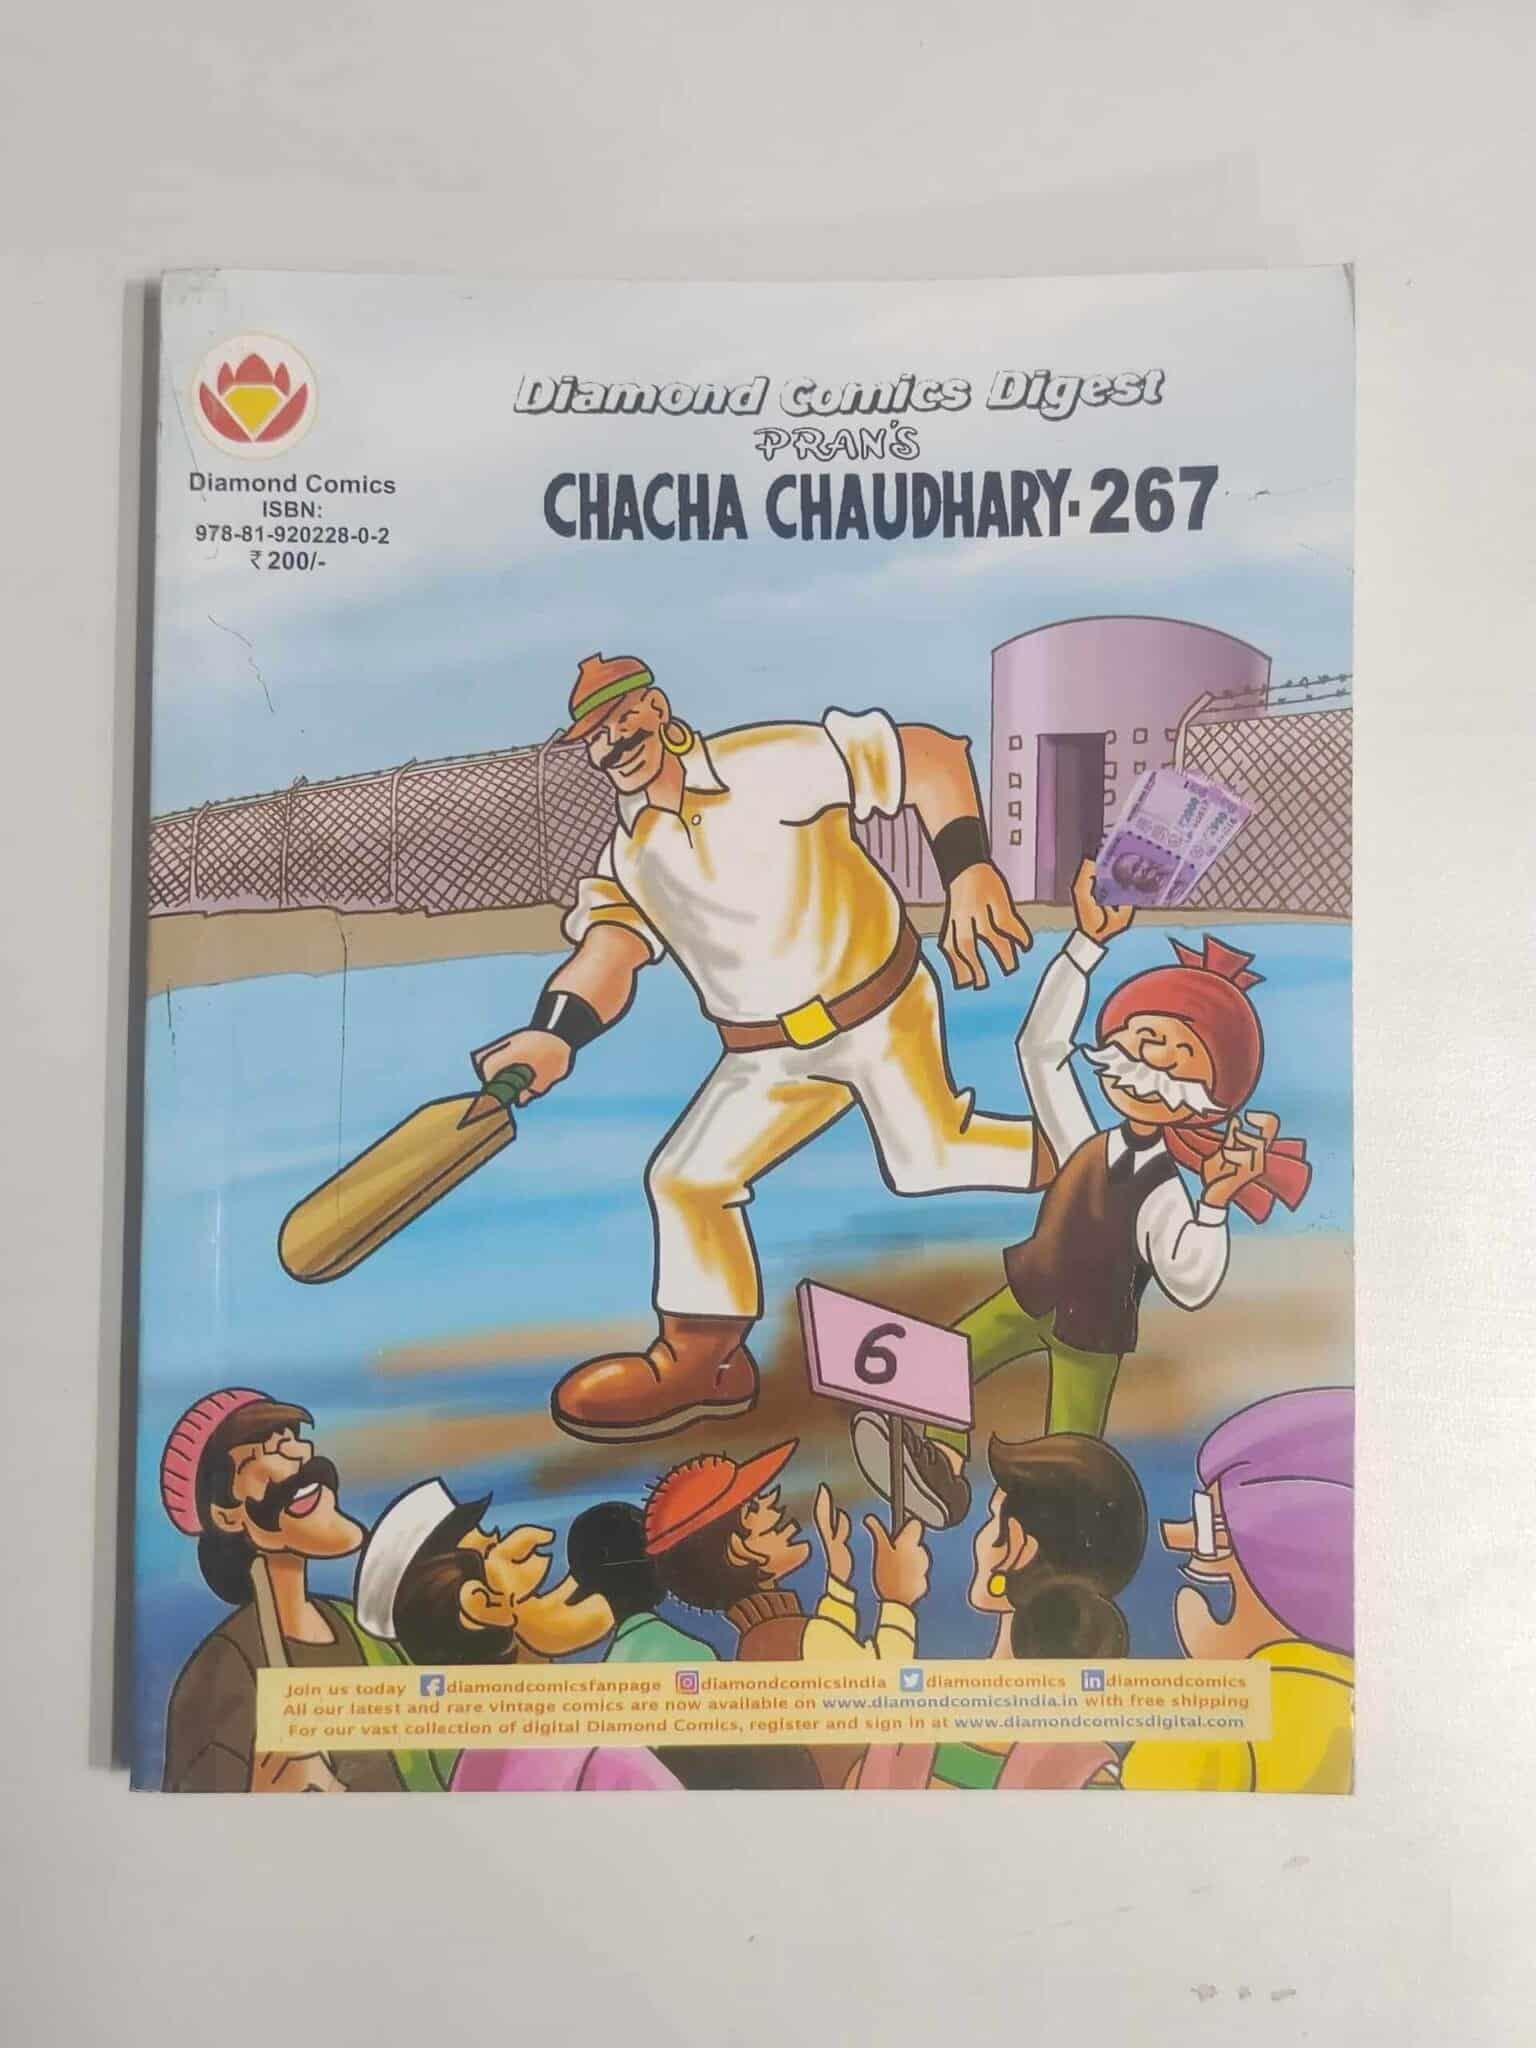 Diamond Comics Digest
PRAN'S
CHACHA CHAUDHARY-267
Diamond Comics
ISBN:
978-81-920228-0-2
₹ 200/-
6
Join us today diamondcomicsfanpage diamondcomicsindia diamondcomics in diamondcomics
All our latest and rare vintage comics are now available on www.diamondcomicsindia.in with free shipping
For our vast collection of digital Diamond Comics, register and sign in at www.diamondcomicsdigital.com